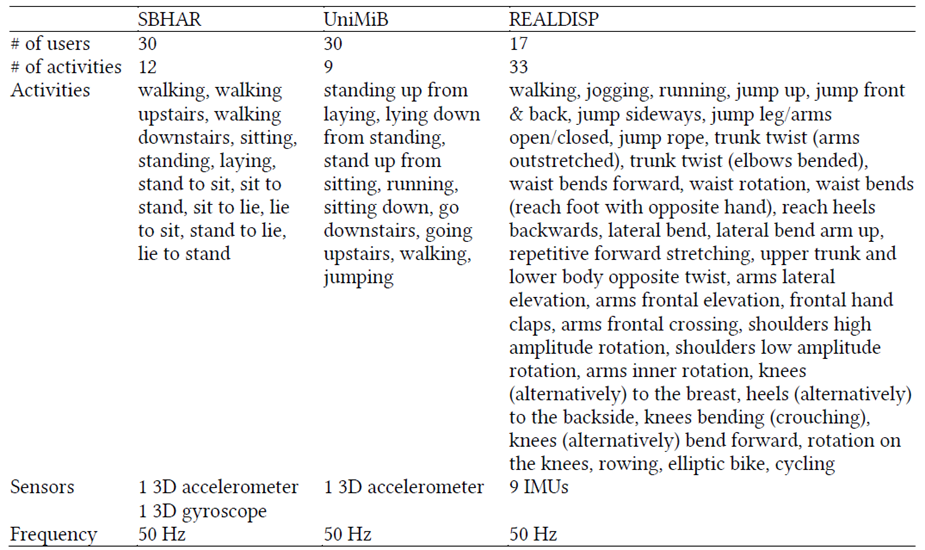 SBHAR UniMiB REALDISP
# of users 30 30 17
# of activities 12 9 33
Activities walking, walking standing up from walking, jogging, running, jump up, jump front
upstairs, walking laying, lying down & back, jump sideways, jump leg/arms
downstairs, sitting, from standing, open/closed, jump rope, trunk twist (arms
standing, laying, stand up from outstretched), trunk twist (elbows bended),
stand to sit, sit to sitting, running, waist bends forward, waist rotation, waist bends
stand, sit to lie, lie sitting down, go (reach foot with opposite hand), reach heels
to sit, stand to lie, downstairs, going backwards, lateral bend, lateral bend arm up,
lie to stand upstairs, walking, repetitive forward stretching, upper trunk and
jumping lower body opposite twist, arms lateral
elevation, arms frontal elevation, frontal hand
claps, arms frontal crossing, shoulders high
amplitude rotation, shoulders low amplitude
rotation, arms inner rotation, knees
(alternatively) to the breast, heels (alternatively)
to the backside, knees bending (crouching),
knees (alternatively) bend forward, rotation on
the knees, rowing, elliptic bike, cycling
Sensors 1 3D accelerometer 1 3D accelerometer 9 IMUs
1 3D gyroscope
Frequency 50 Hz 50 Hz 50 Hz